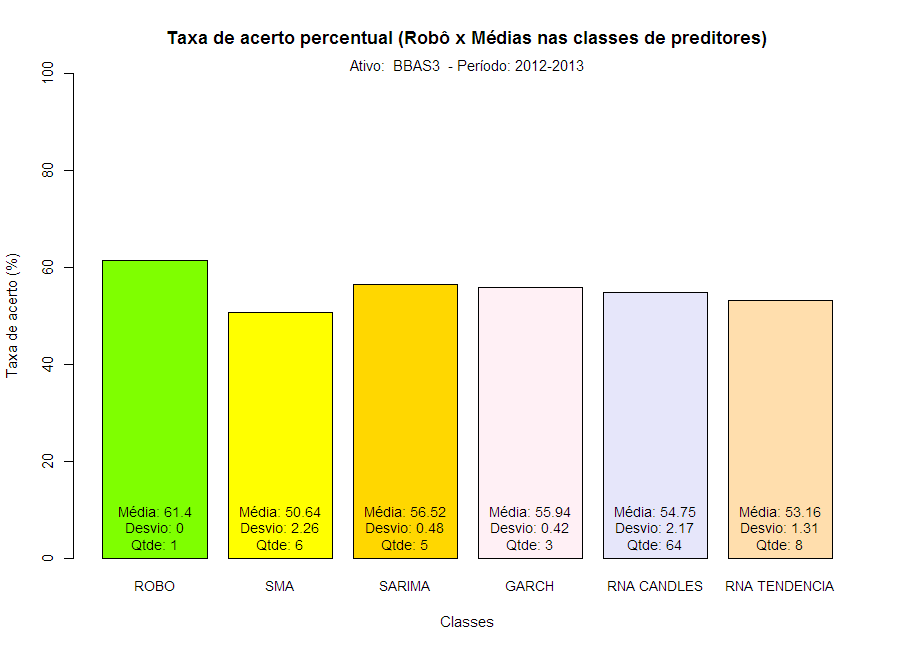 Taxa de acerto percentual (Robô x Médias nas classes de preditores)
Ativo:  BBAS3  - Período: 2012-2013
Taxa de acerto (%)
100
80
60
40
20
0
Média: 61.4
Desvio: 0
Qtde: 1
Média: 50.64
Desvio: 2.26
Qtde: 6
Média: 56.52
Desvio: 0.48
Qtde: 5
Média: 55.94
Desvio: 0.42
Qtde: 3
Média: 54.75
Desvio: 2.17
Qtde: 64
Média: 53.16
Desvio: 1.31
Qtde: 8
ROBO
SMA
SARIMA
GARCH
RNA CANDLES
RNA TENDENCIA
Classes